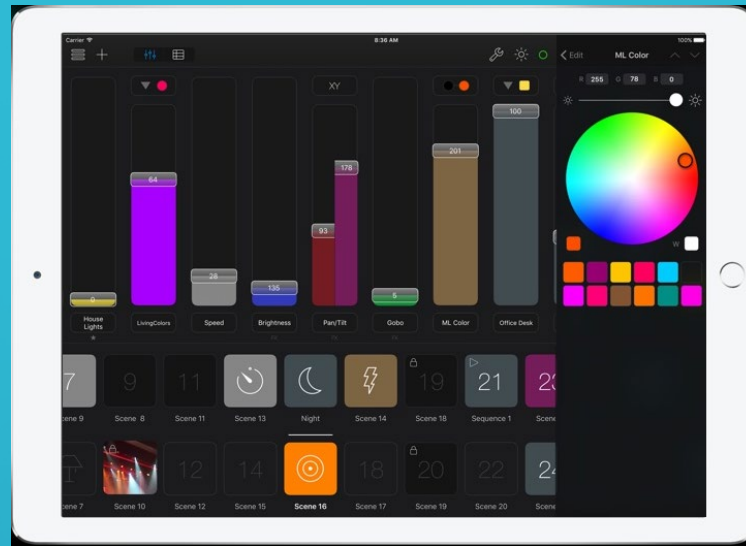 Carrier
8:36 AM
100%
Edit
ML Color
R 255 G 78 B 0
XY
100
201
64
178
93
28
135
0
5
W
House
Lights
LivingColors
Speed
Brightness
Pan/Tilt
Gobo
ML Color
Office Desk
7
9
11
19
21
23
Scene 8
Scene 11
Scene 13
Night
Scene 14
Scene 18
Sequence 1
Scene
12
14
18
20
22
24
Scene 10
Scene 12
Scene 15
Scene 16
Scene 17
Scene 19
Scene 20
Scene